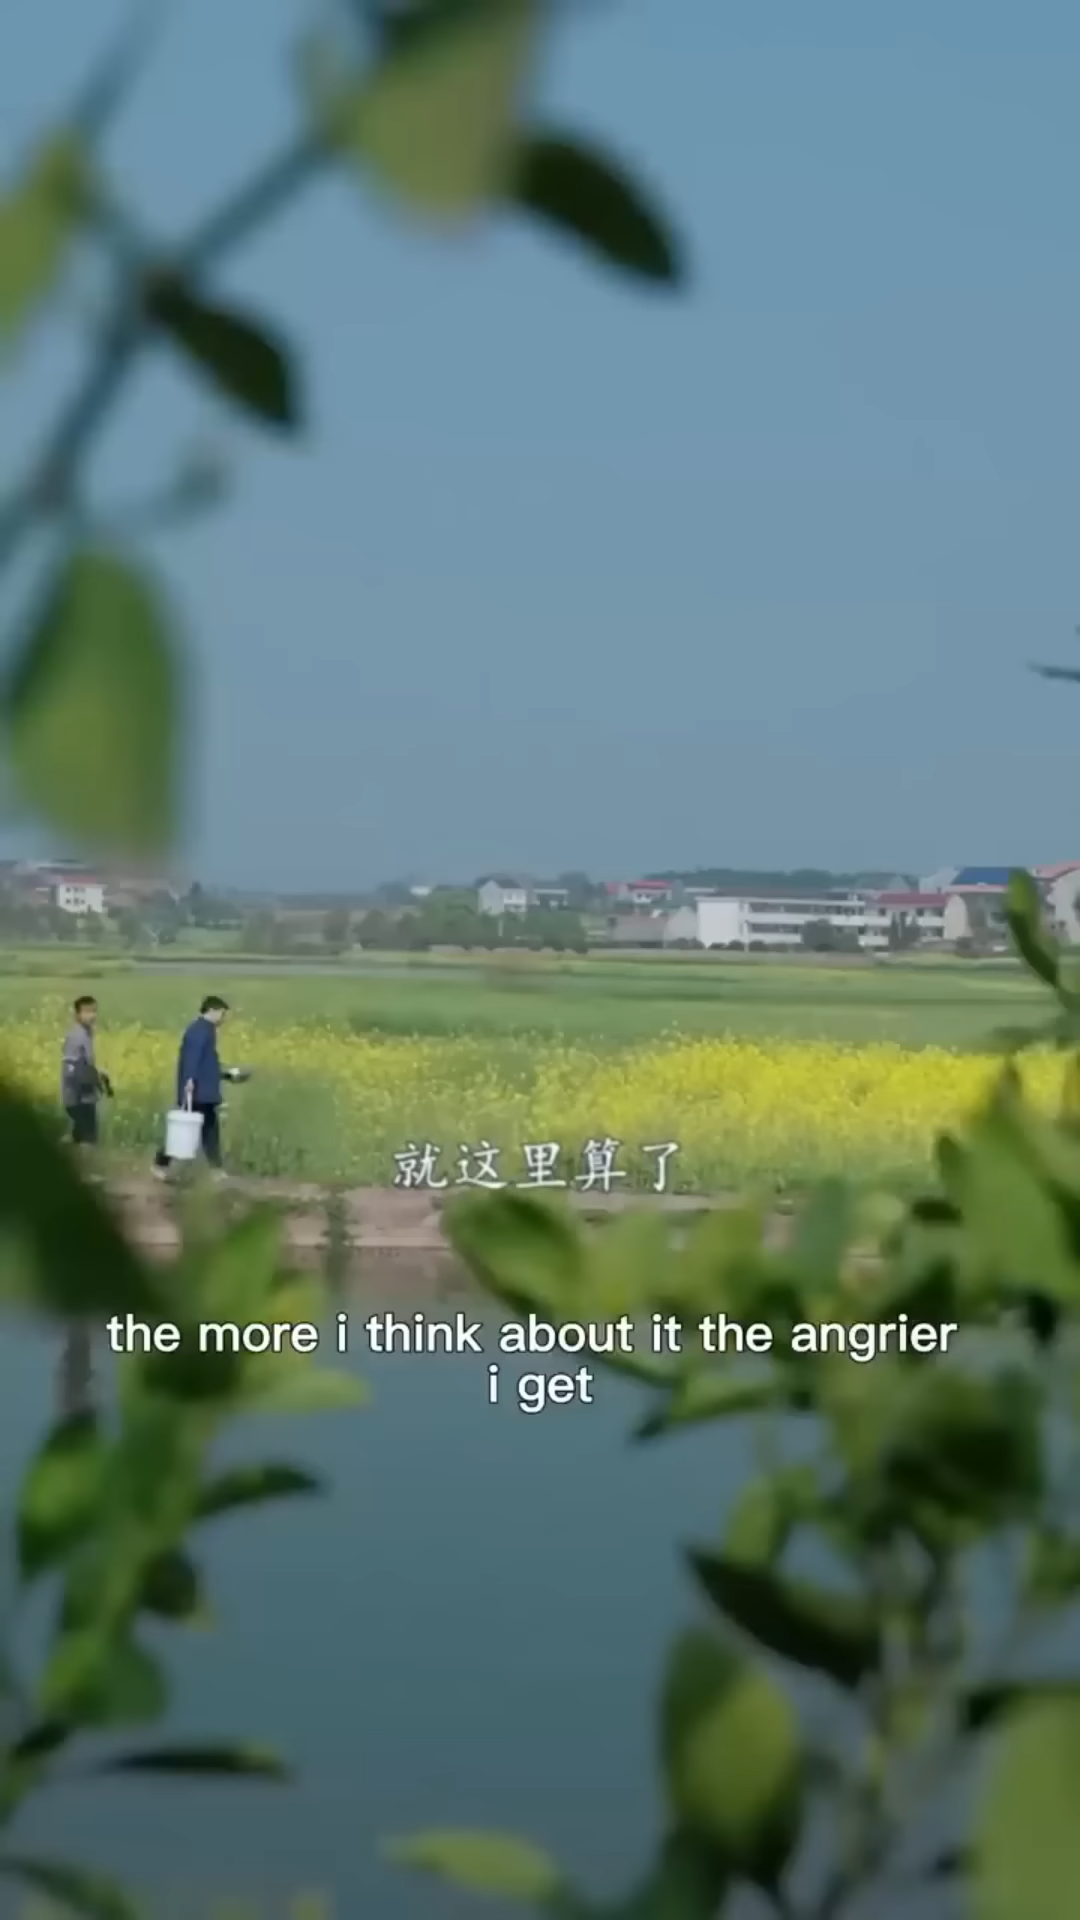 就这里算了
the more i think about it the angrier
i get